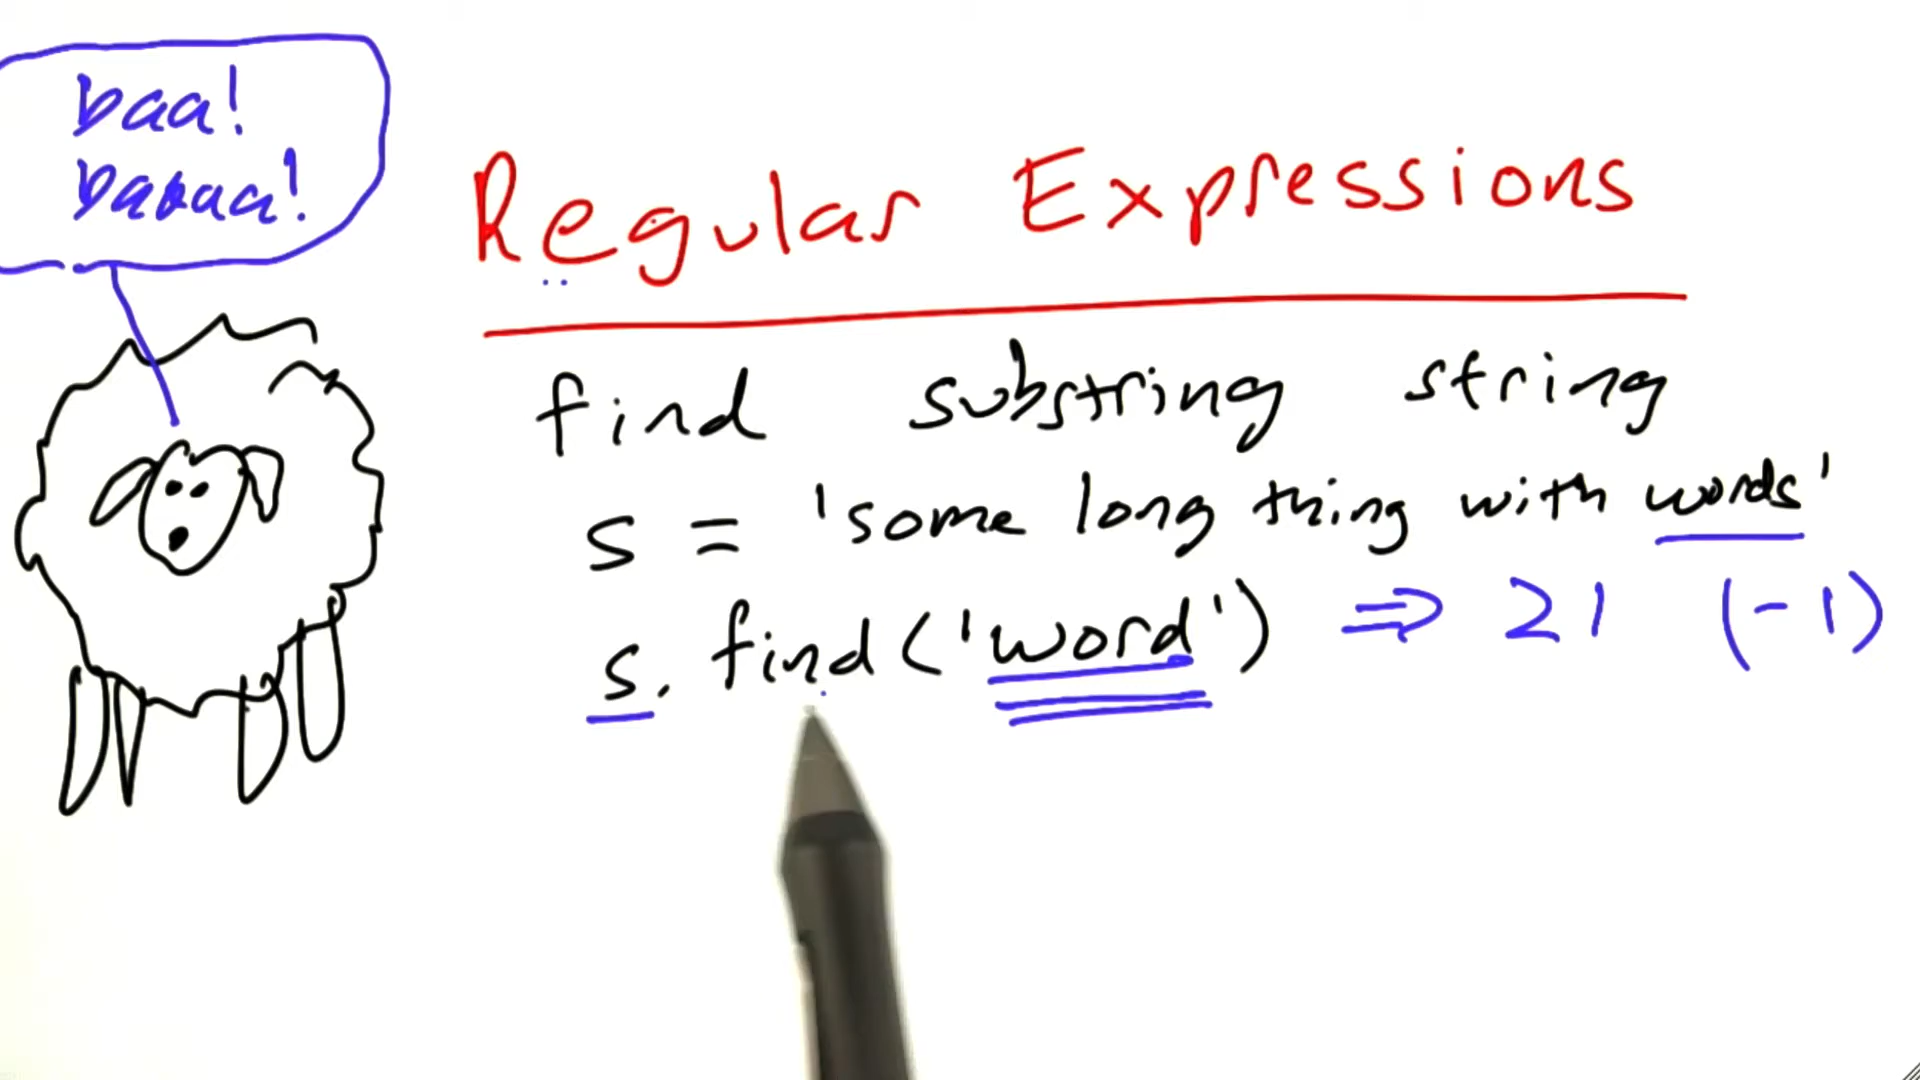 baa!
babaa!
Regular Expressions
find substring string
s = 'some long thing with words'
s. find('word') ⇒ 21 (-1)